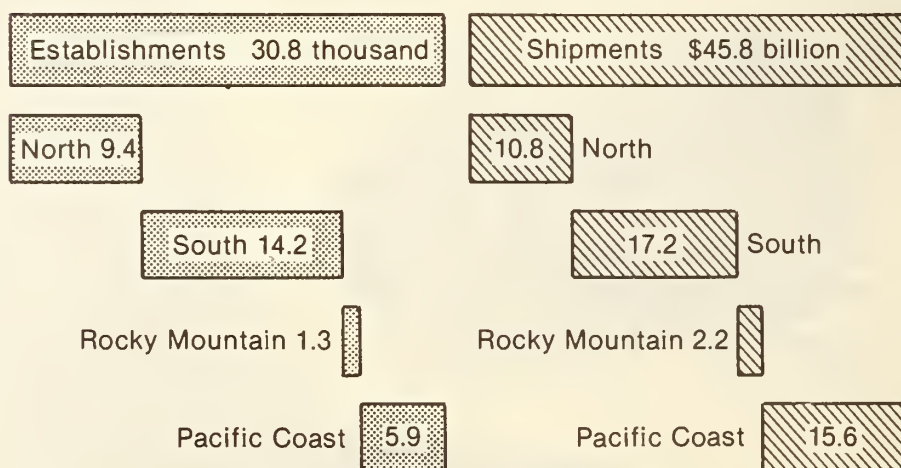 Establishments 30.8 thousand
North 9.4
South 14.2
Rocky Mountain 1.3
Pacific Coast 5.9
Shipments $45.8 billion
10.8 North
17.2 South
Rocky Mountain 2.2
Pacific Coast 15.6